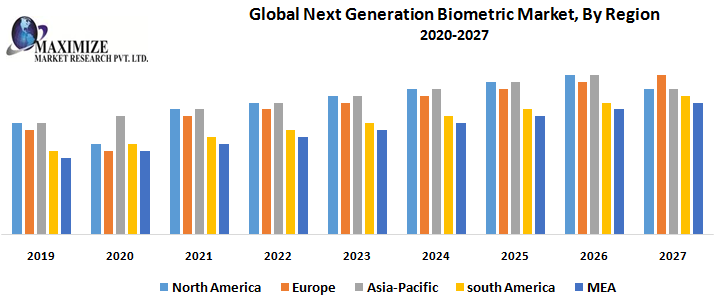 Global Next Generation Biometric Market, By Region
2020-2027
MAXIMIZE
MARKET RESEARCH PVT. LTD.
2019 2020 2021 2022 2023 2024 2025 2026 2027
North America Europe Asia-Pacific south America MEA